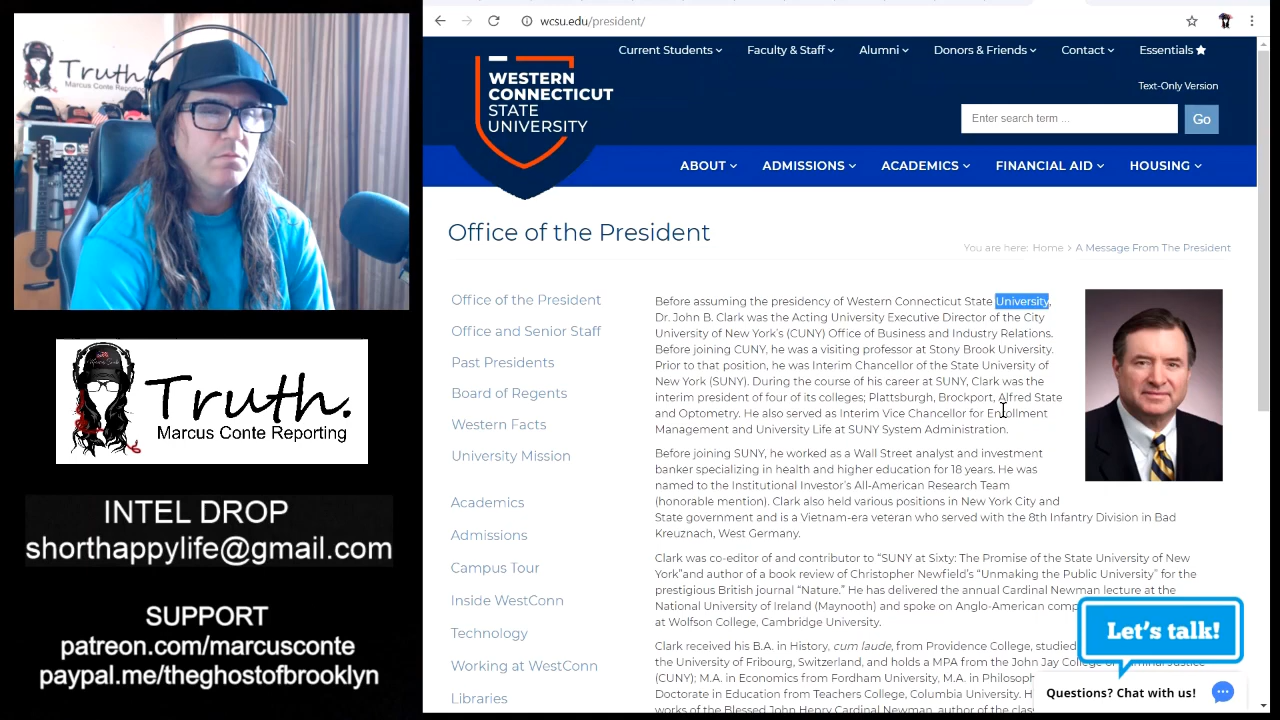 Truth.
Marcus Conte Reporting
Truth.
Marcus Conte Reporting
INTEL DROP
shorthappylife@gmail.com
SUPPORT
patreon.com/marcusconte
paypal.me/theghostofbrooklyn
wcsu.edu/president/
Current Students
Faculty & Staff
Alumni
Donors & Friends
Contact
Essentials
WESTERN
CONNECTICUT
STATE
UNIVERSITY
Text-Only Version
Enter search term ...
Go
ABOUT
ADMISSIONS
ACADEMICS
FINANCIAL AID
HOUSING
Office of the President
You are here: Home > A Message From The President
Office of the President
Office and Senior Staff
Past Presidents
Board of Regents
Western Facts
University Mission
Academics
Admissions
Campus Tour
Inside WestConn
Technology
Working at WestConn
Libraries
Before assuming the presidency of Western Connecticut State University,
Dr. John B. Clark was the Acting University Executive Director of the City
University of New York's (CUNY) Office of Business and Industry Relations.
Before joining CUNY, he was a visiting professor at Stony Brook University.
Prior to that position, he was Interim Chancellor of the State University of
New York (SUNY). During the course of his career at SUNY, Clark was the
interim president of four of its colleges; Plattsburgh, Brockport, Alfred State
and Optometry. He also served as Interim Vice Chancellor for Enrollment
Management and University Life at SUNY System Administration.
Before joining SUNY, he worked as a Wall Street analyst and investment
banker specializing in health and higher education for 18 years. He was
named to the Institutional Investor's All-American Research Team
(honorable mention). Clark also held various positions in New York City and
State government and is a Vietnam-era veteran who served with the 8th Infantry Division in Bad
Kreuznach, West Germany.
Clark was co-editor of and contributor to "SUNY at Sixty: The Promise of the State University of New
York"and author of a book review of Christopher Newfield's "Unmaking the Public University" for the
prestigious British journal "Nature." He has delivered the annual Cardinal Newman lecture at the
National University of Ireland (Maynooth) and spoke on Anglo-American
at Wolfson College, Cambridge University.
Clark received his B.A. in History, cum laude, from Providence College, studied
the University of Fribourg, Switzerland, and holds a MPA from the John Jay
(CUNY); M.A. in Economics from Fordham University, M.A. in
Doctorate in Education from Teachers College, Columbia University.
works of the Blessed John Henry Cardinal Newman, author of the
Let's talk!
Questions? Chat with us!